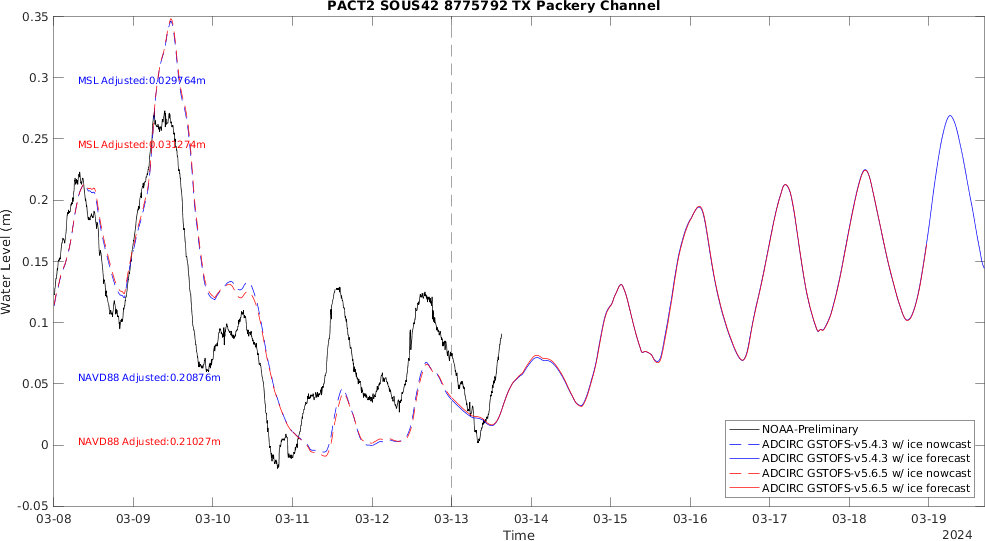 PACT2 SOUS42 8775792 TX Packery Channel
0.35
0.3
0.25
0.2
0.15
0.1
0.05
0
-0.05
Water Level (m)
MSL Adjusted:0.029764m
MSL Adjusted:0.031274m
NAVD88 Adjusted:0.20876m
NAVD88 Adjusted:0.21027m
NOAA-Preliminary
ADCIRC GSTOFS-v5.4.3 w/ ice nowcast
ADCIRC GSTOFS-v5.4.3 w/ ice forecast
ADCIRC GSTOFS-v5.6.5 w/ ice nowcast
ADCIRC GSTOFS-v5.6.5 w/ ice forecast
03-08 03-09 03-10 03-11 03-12 03-13 03-14 03-15 03-16 03-17 03-18 03-19
Time
2024